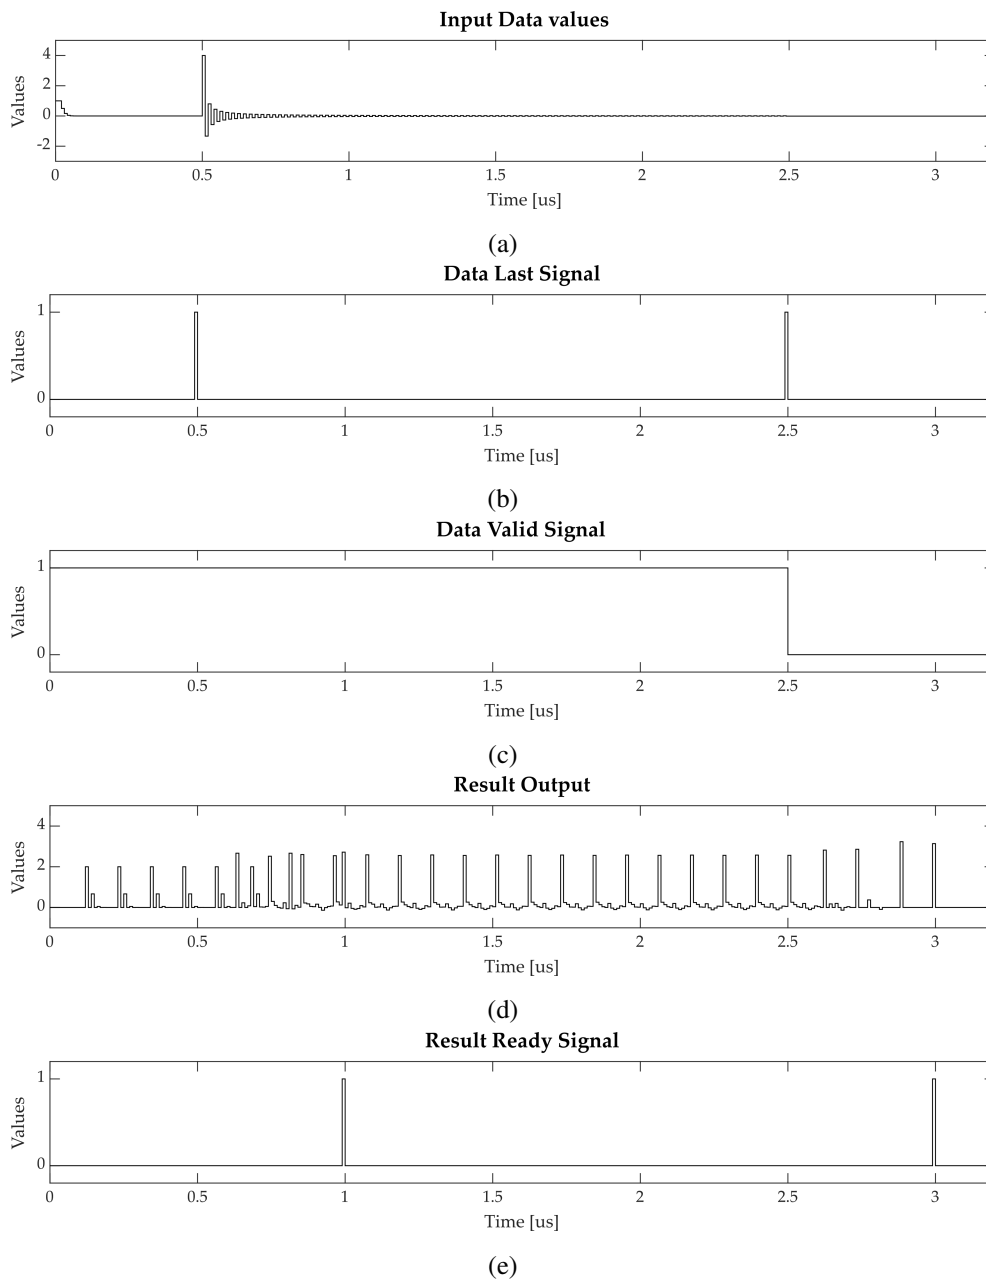 Input Data values
4
2
0
-2
Values
0 0.5 1 1.5 2 2.5 3
Time [us]
(a)
Data Last Signal
1
0
Values
0 0.5 1 1.5 2 2.5 3
Time [us]
(b)
Data Valid Signal
1
0
Values
0 0.5 1 1.5 2 2.5 3
Time [us]
(c)
Result Output
4
2
0
Values
0 0.5 1 1.5 2 2.5 3
Time [us]
(d)
Result Ready Signal
1
0
Values
0 0.5 1 1.5 2 2.5 3
Time [us]
(e)